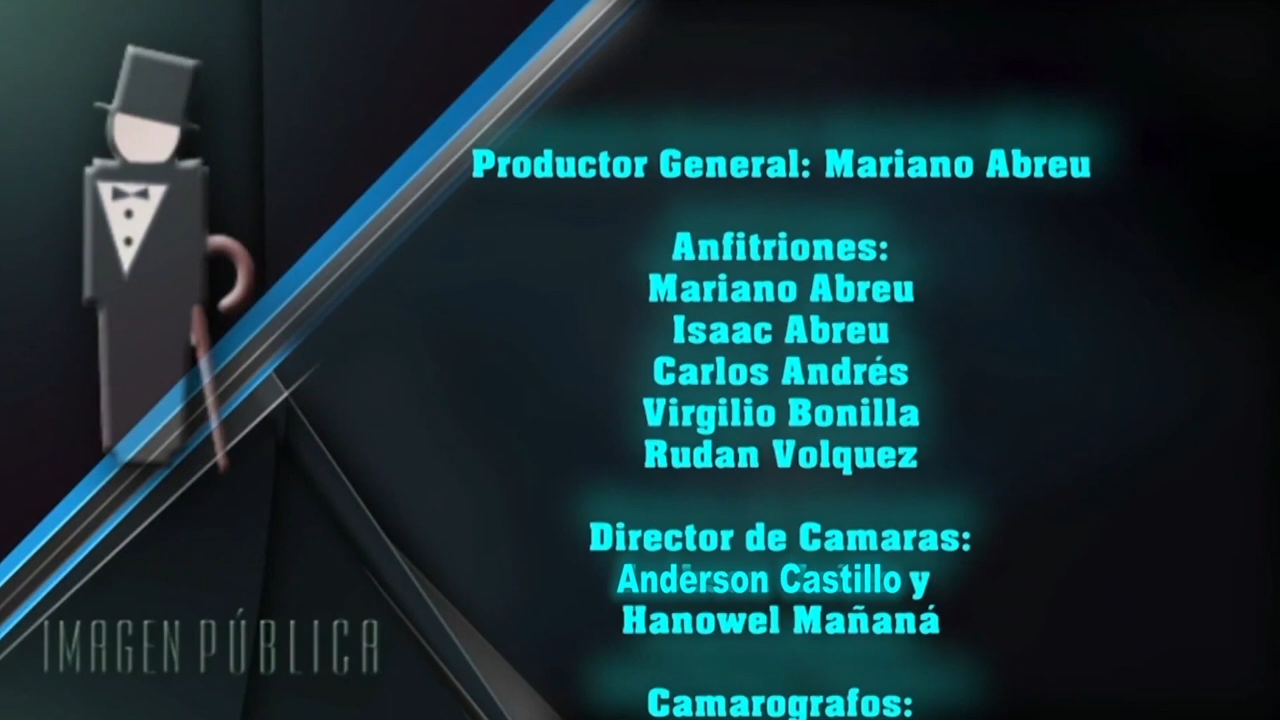 Productor General: Mariano Abreu
Anfitriones:
Mariano Abreu
Isaac Abreu
Carlos Andrés
Virgilio Bonilla
Rudan Volquez
Director de Camaras:
Anderson Castillo y
Hanowel Mañaná
Camarografos:
IMAGEN PÚBLICA